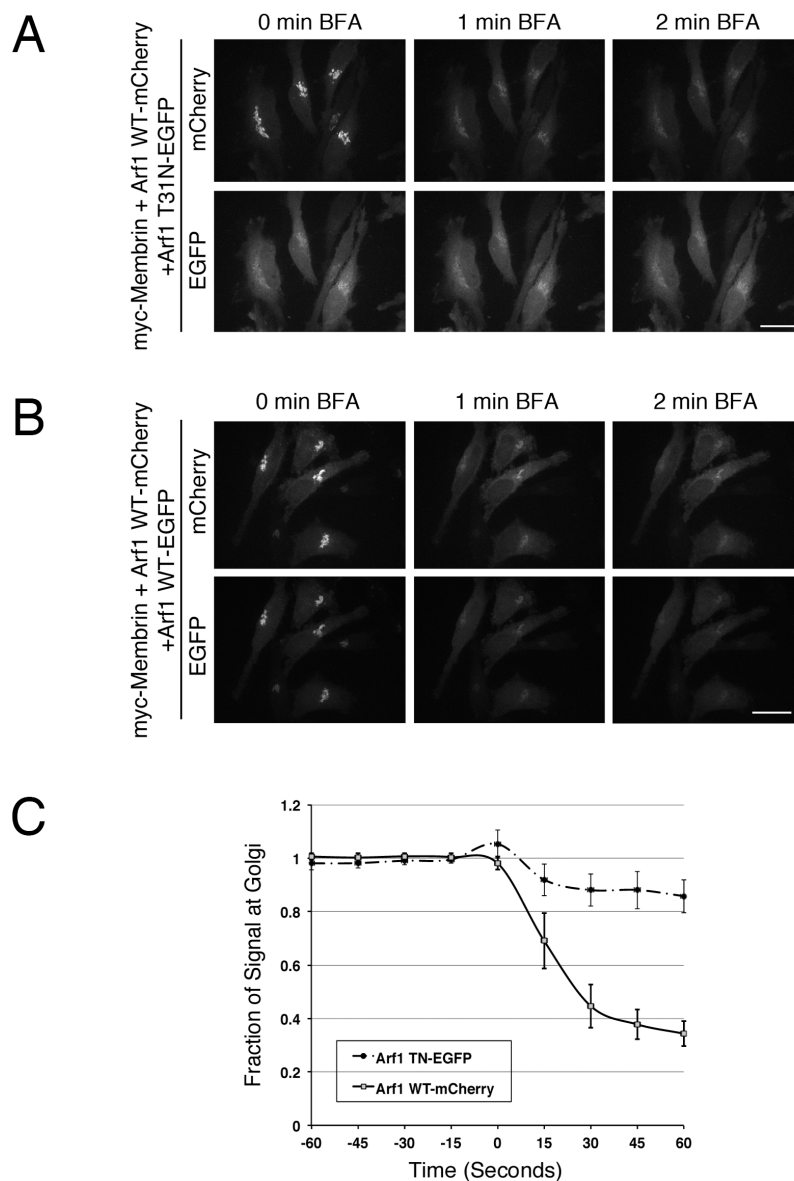 A
0 min BFA
1 min BFA
2 min BFA
myc-Membrin + Arf1 WT-mCherry
+Arf1 T31N-EGFP
mCherry
EGFP
B
0 min BFA
1 min BFA
2 min BFA
myc-Membrin + Arf1 WT-mCherry
+Arf1 WT-EGFP
mCherry
EGFP
C
Fraction of Signal at Golgi
1.2
1
0.8
0.6
0.4
0.2
0
Arf1 TN-EGFP
Arf1 WT-mCherry
-60 -45 -30 -15 0 15 30 45 60
Time (Seconds)